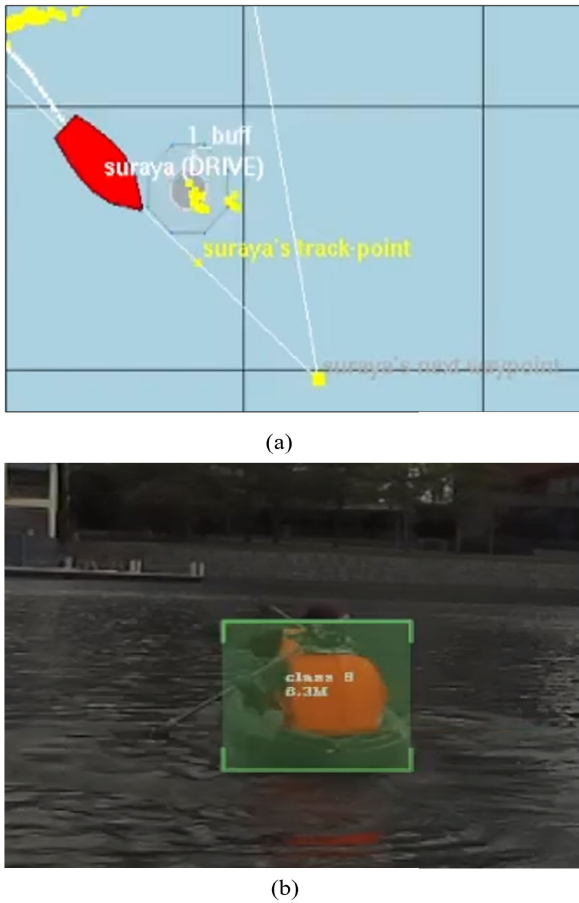 1_buff
suraya (DRIVE)
suraya's track-point
suraya's next waypoint
(a)
class 8
6.3M
(b)